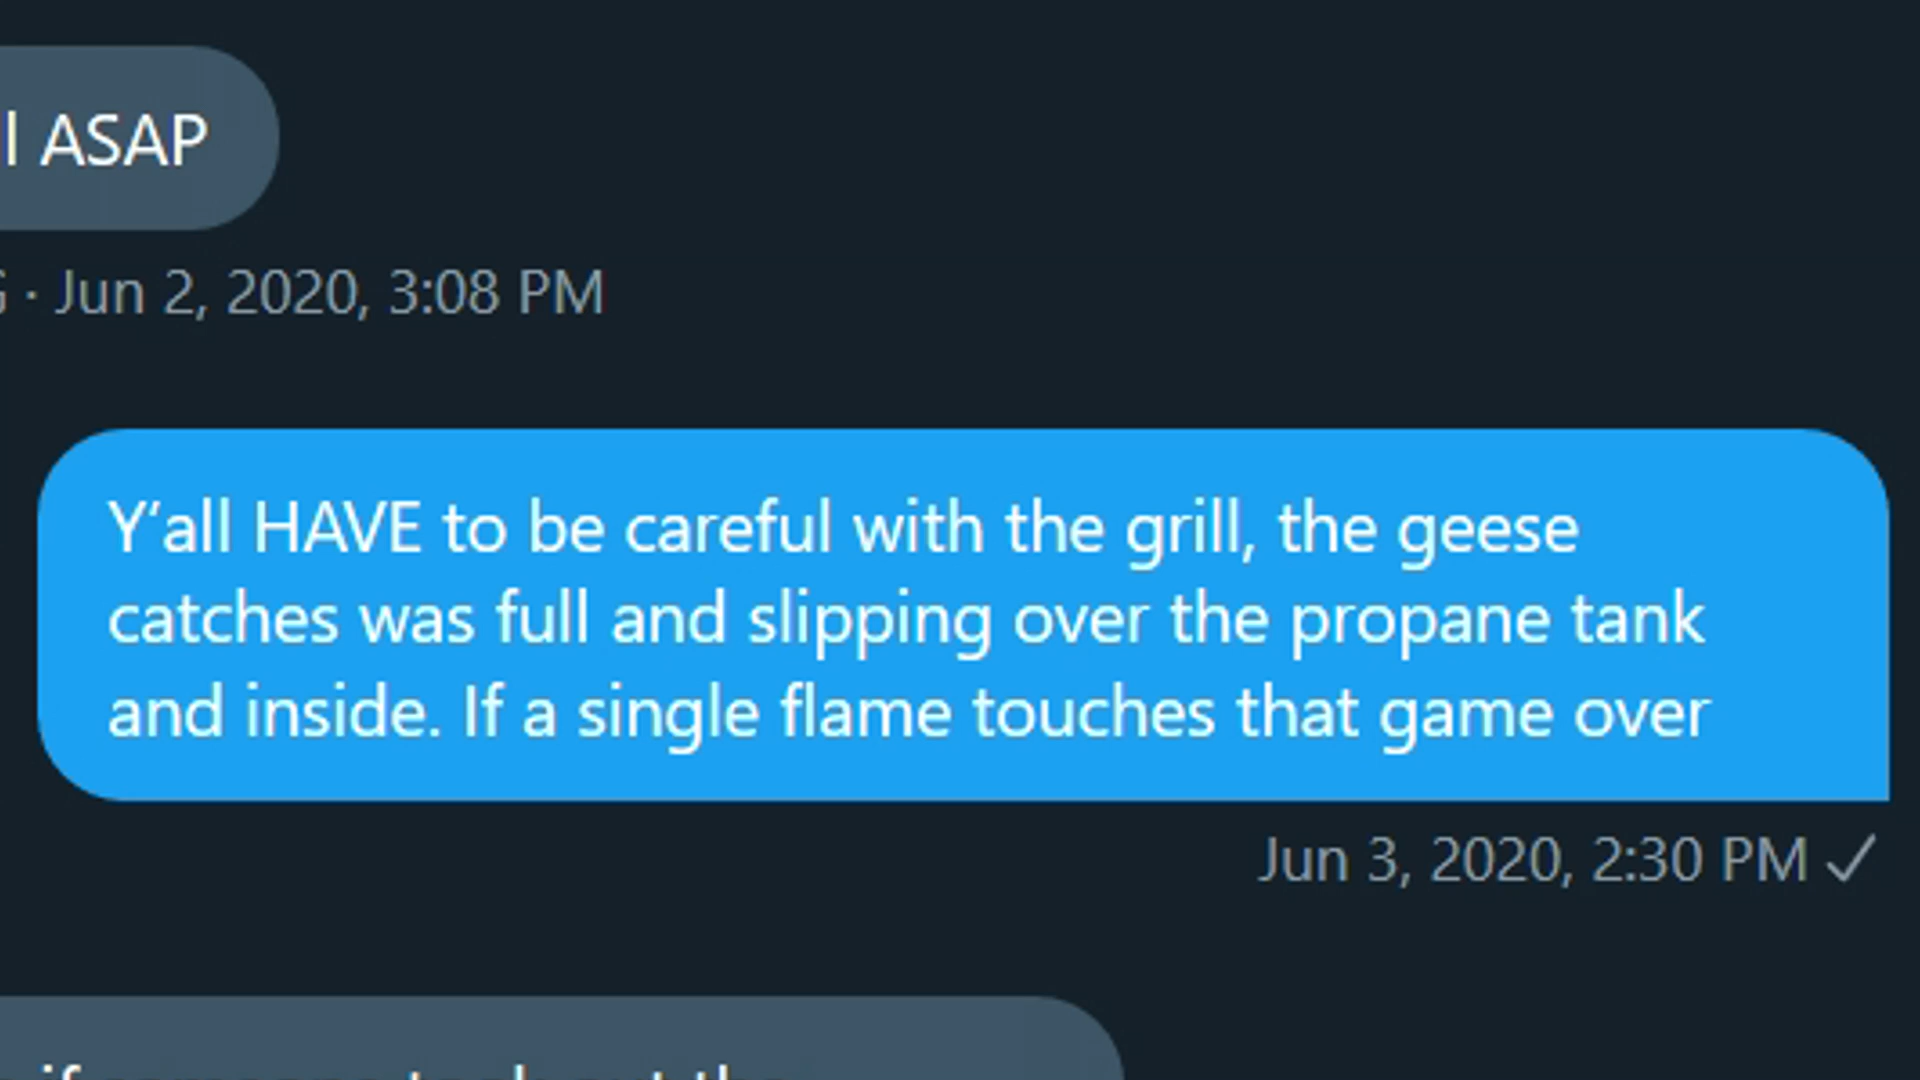 l ASAP
· Jun 2, 2020, 3:08 PM
Y'all HAVE to be careful with the grill, the geese
catches was full and slipping over the propane tank
and inside. If a single flame touches that game over
Jun 3, 2020, 2:30 PM ✓
if